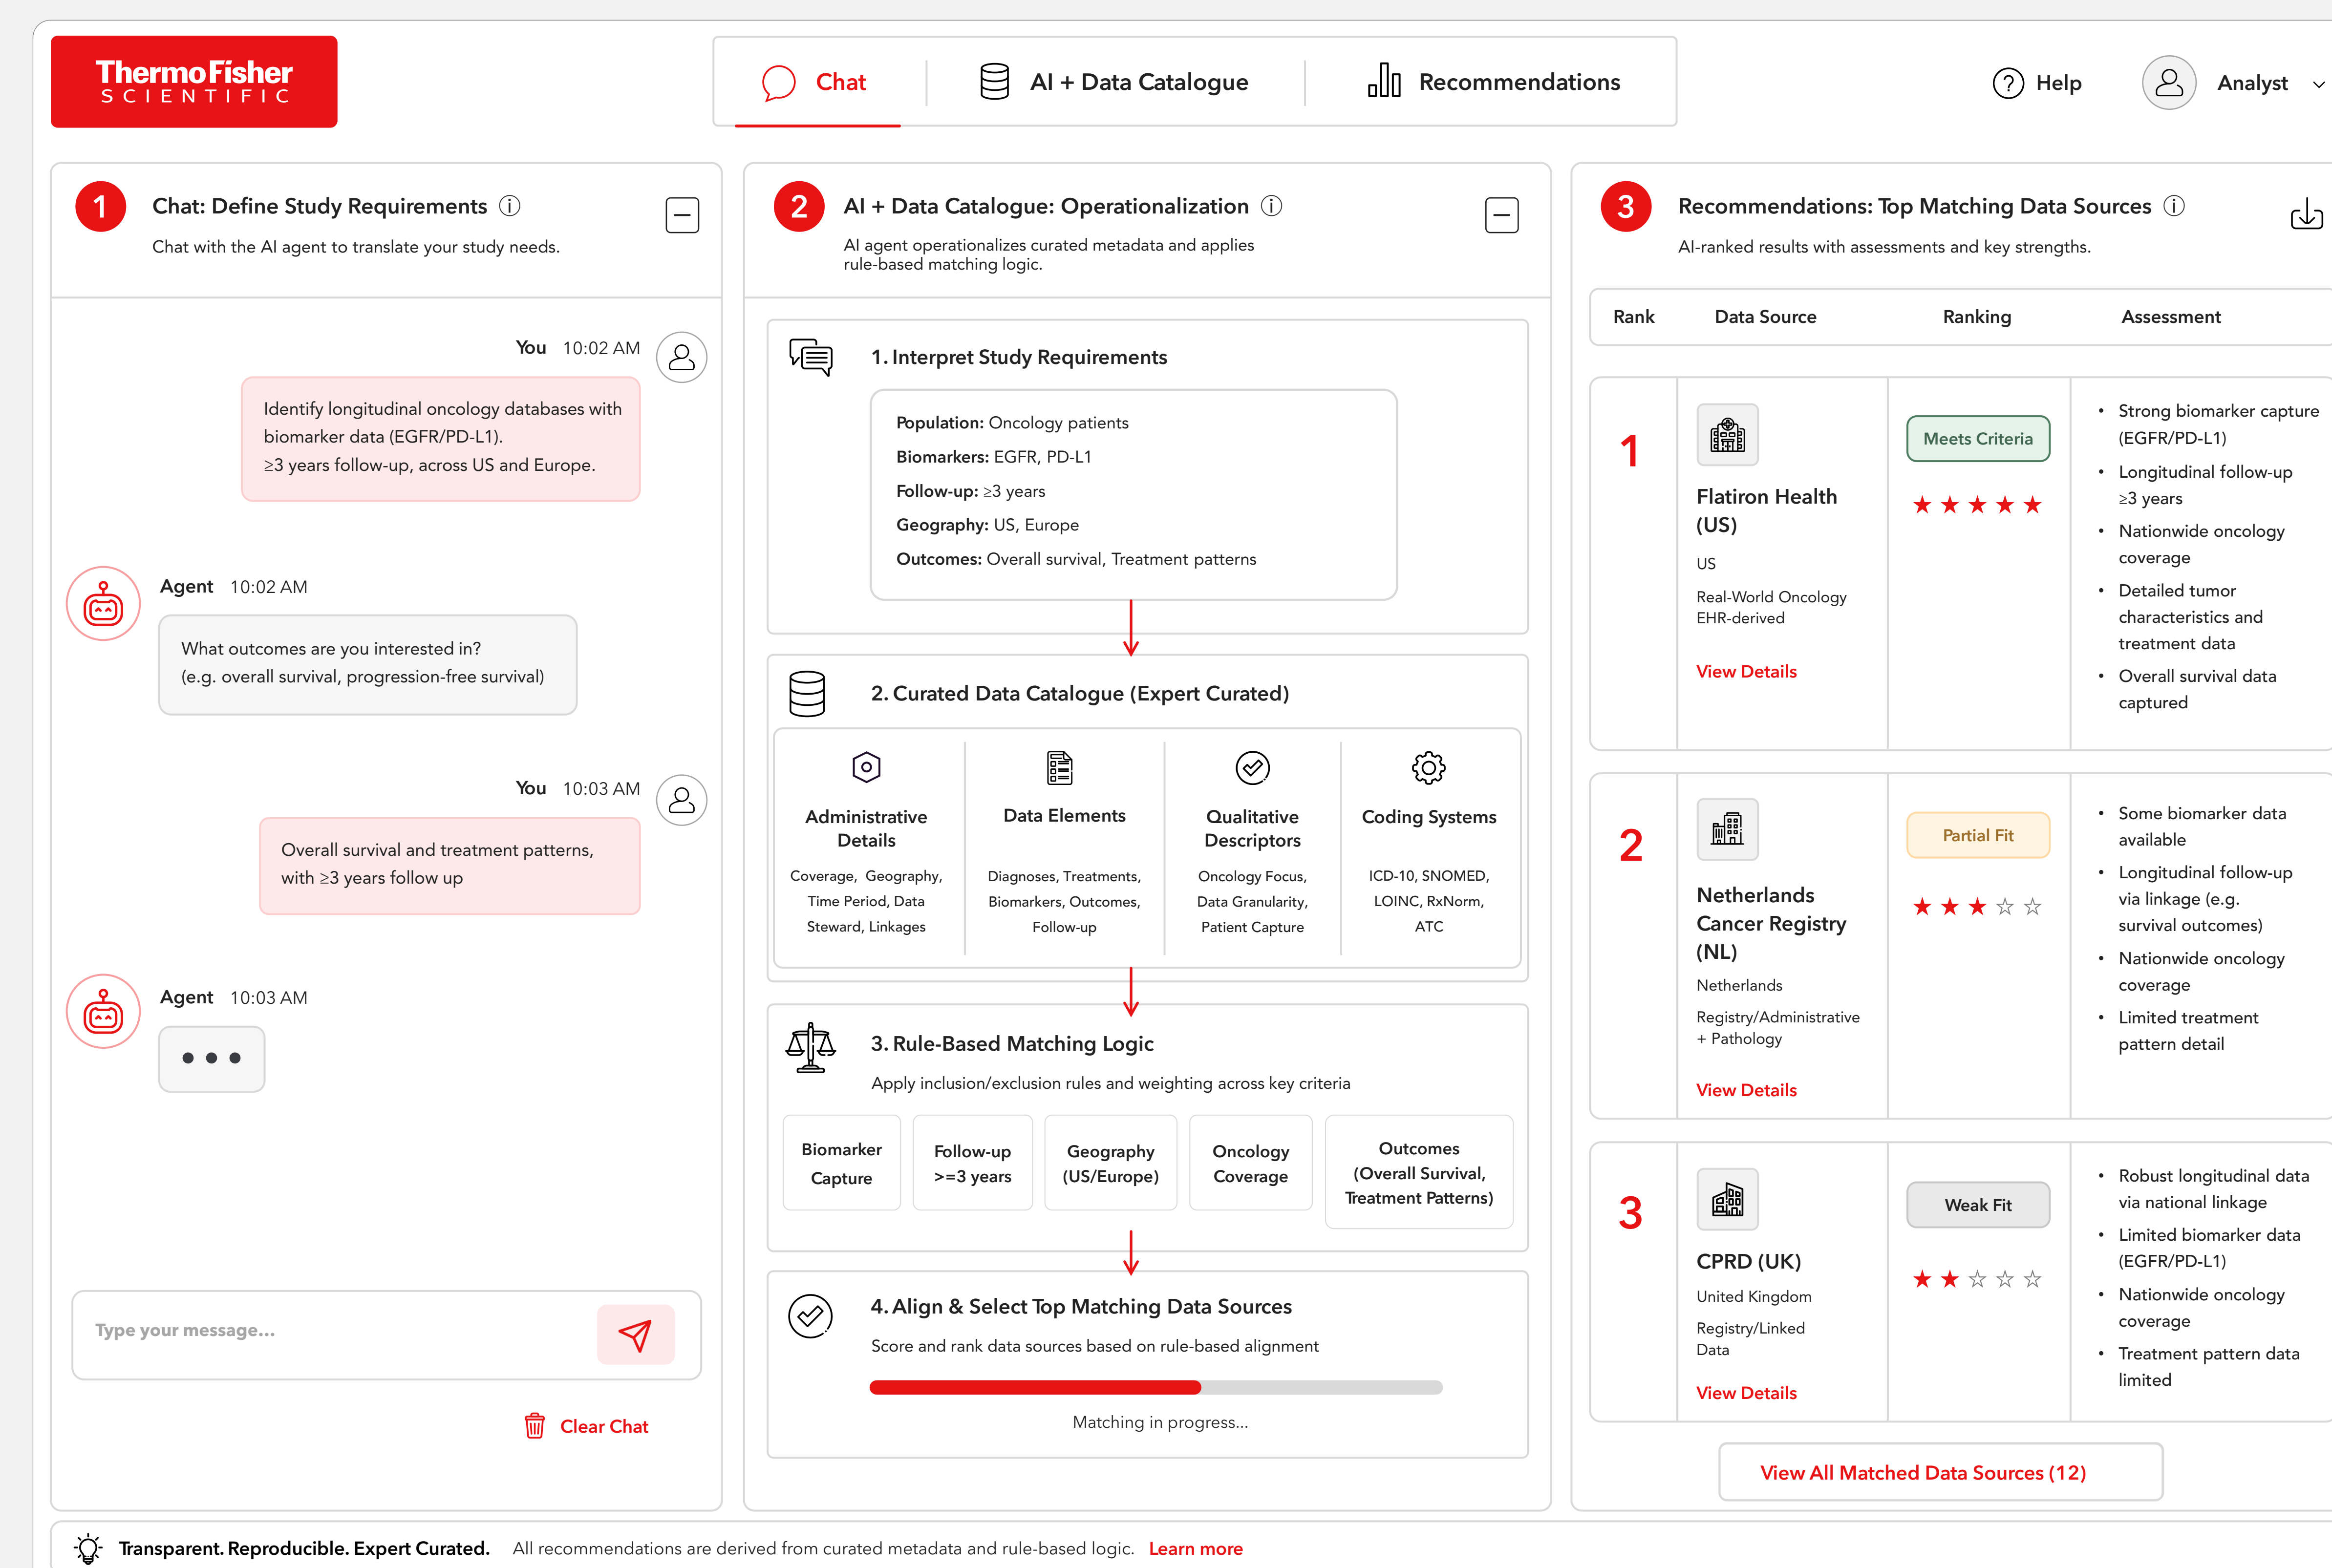 ThermoFisher
SCIENTIFIC
Chat
AI + Data Catalogue
Recommendations
Help
Analyst
1
Chat: Define Study Requirements
Chat with the AI agent to translate your study needs.
You 10:02 AM
Identify longitudinal oncology databases with
biomarker data (EGFR/PD-L1).
≥3 years follow-up, across US and Europe.
Agent 10:02 AM
What outcomes are you interested in?
(e.g. overall survival, progression-free survival)
You 10:03 AM
Overall survival and treatment patterns,
with ≥3 years follow up
Agent 10:03 AM
Type your message...
Clear Chat
2
AI + Data Catalogue: Operationalization
AI agent operationalizes curated metadata and applies
rule-based matching logic.
1. Interpret Study Requirements
Population: Oncology patients
Biomarkers: EGFR, PD-L1
Follow-up: ≥3 years
Geography: US, Europe
Outcomes: Overall survival, Treatment patterns
2. Curated Data Catalogue (Expert Curated)
Administrative
Details
Coverage, Geography,
Time Period, Data
Steward, Linkages
Data Elements
Diagnoses, Treatments,
Biomarkers, Outcomes,
Follow-up
Qualitative
Descriptors
Oncology Focus,
Data Granularity,
Patient Capture
Coding Systems
ICD-10, SNOMED,
LOINC, RxNorm,
ATC
3. Rule-Based Matching Logic
Apply inclusion/exclusion rules and weighting across key criteria
Biomarker
Capture
Follow-up
>=3 years
Geography
(US/Europe)
Oncology
Coverage
Outcomes
(Overall Survival,
Treatment Patterns)
4. Align & Select Top Matching Data Sources
Score and rank data sources based on rule-based alignment
Matching in progress...
3
Recommendations: Top Matching Data Sources
AI-ranked results with assessments and key strengths.
Rank Data Source Ranking Assessment
1
Flatiron Health
(US)
US
Real-World Oncology
EHR-derived
View Details
Meets Criteria
• Strong biomarker capture
(EGFR/PD-L1)
• Longitudinal follow-up
≥3 years
• Nationwide oncology
coverage
• Detailed tumor
characteristics and
treatment data
• Overall survival data
captured
2
Netherlands
Cancer Registry
(NL)
Netherlands
Registry/Administrative
+ Pathology
View Details
Partial Fit
• Some biomarker data
available
• Longitudinal follow-up
via linkage (e.g.
survival outcomes)
• Nationwide oncology
coverage
• Limited treatment
pattern detail
3
CPRD (UK)
United Kingdom
Registry/Linked
Data
View Details
Weak Fit
• Robust longitudinal data
via national linkage
• Limited biomarker data
(EGFR/PD-L1)
• Nationwide oncology
coverage
• Treatment pattern data
limited
View All Matched Data Sources (12)
Transparent. Reproducible. Expert Curated. All recommendations are derived from curated metadata and rule-based logic. Learn more